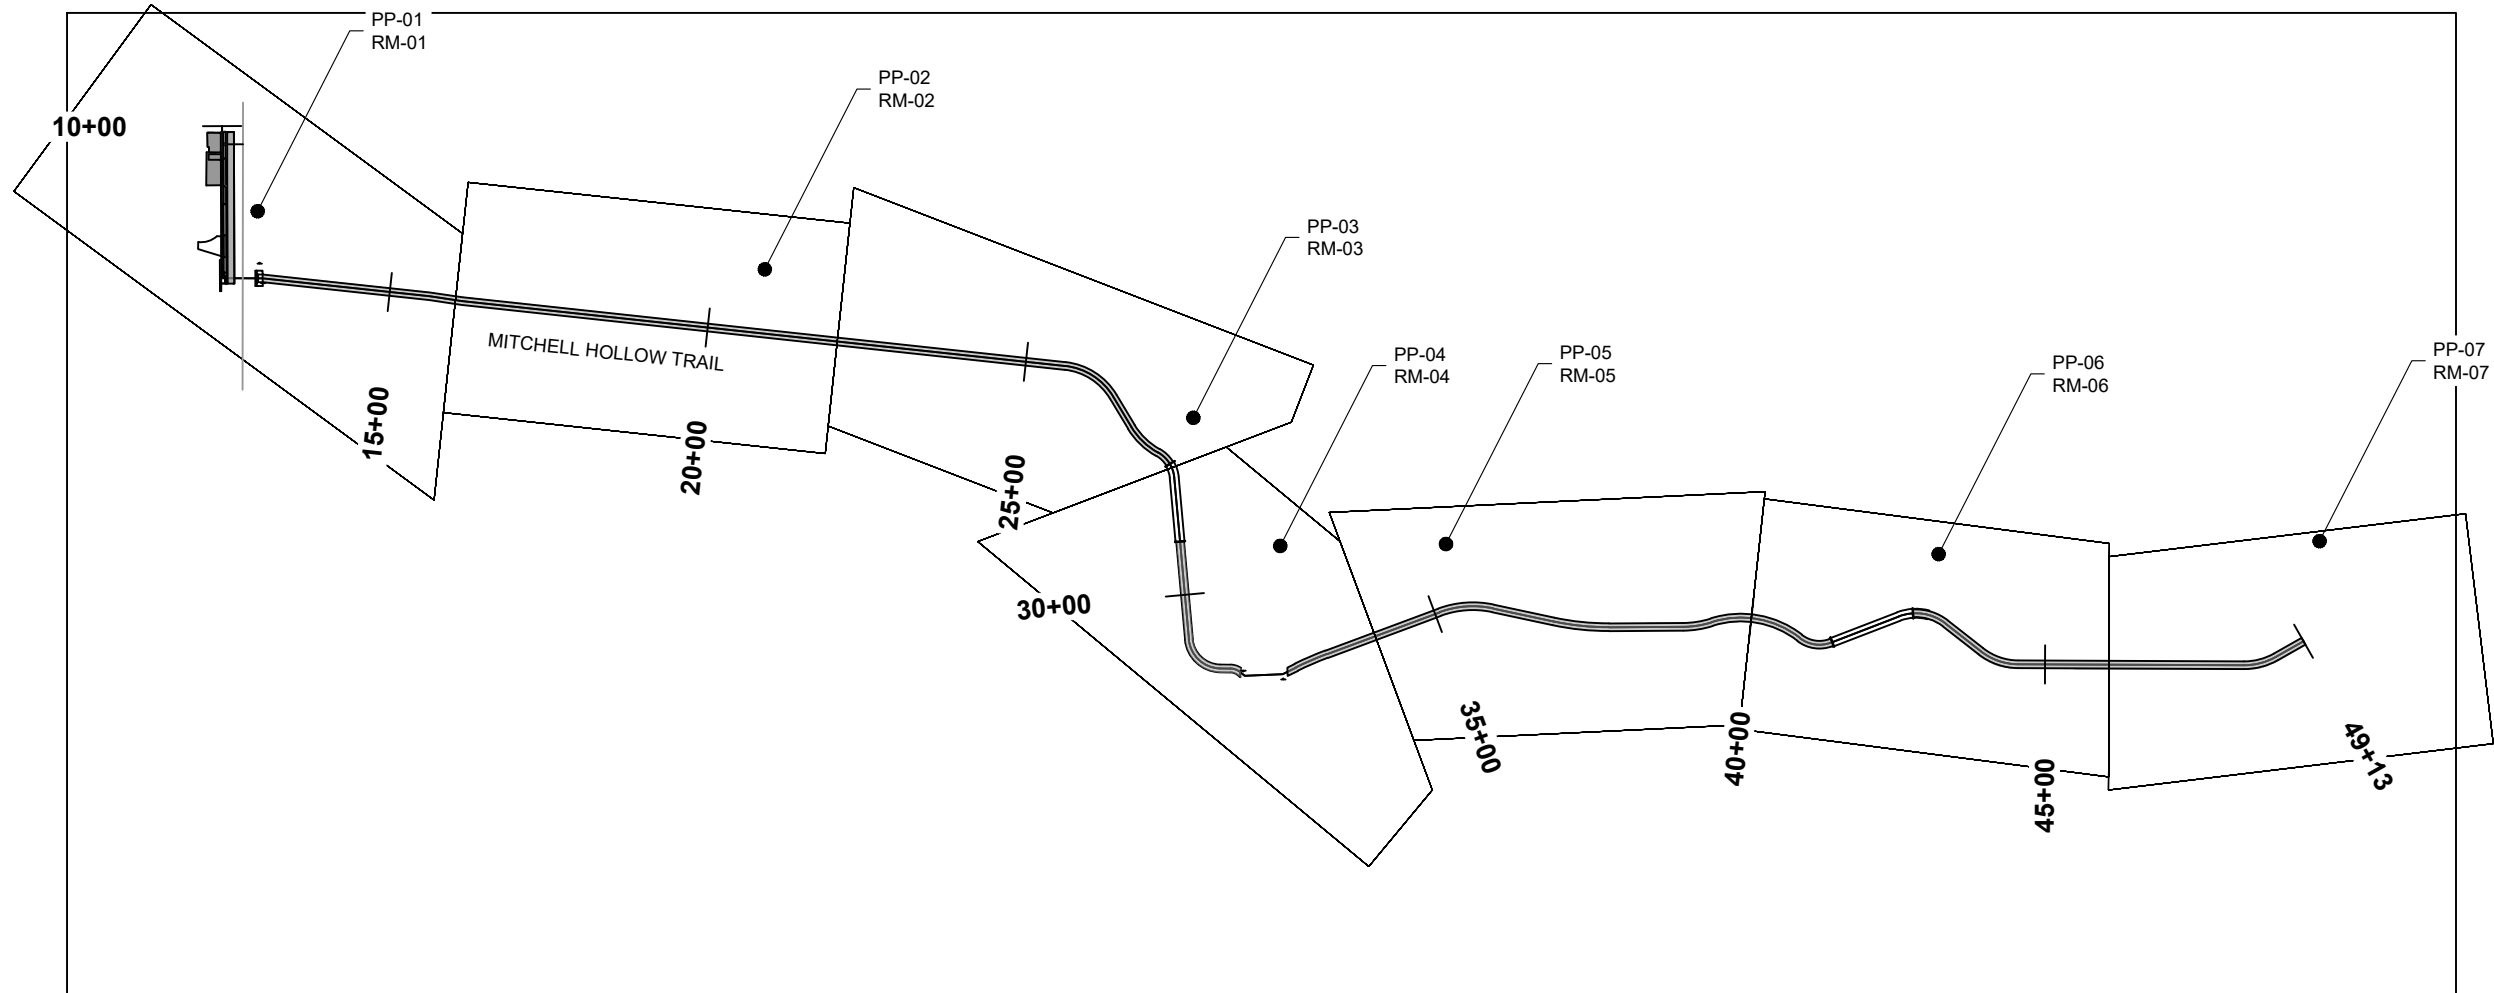 PP-01
RM-01
PP-02
RM-02
10+00
PP-03
RM-03
MITCHELL HOLLOW TRAIL
PP-04
RM-04
PP-05
RM-05
PP-06
RM-06
PP-07
RM-07
15+00
20+00
25+00
30+00
35+00
40+00
45+00
49+13